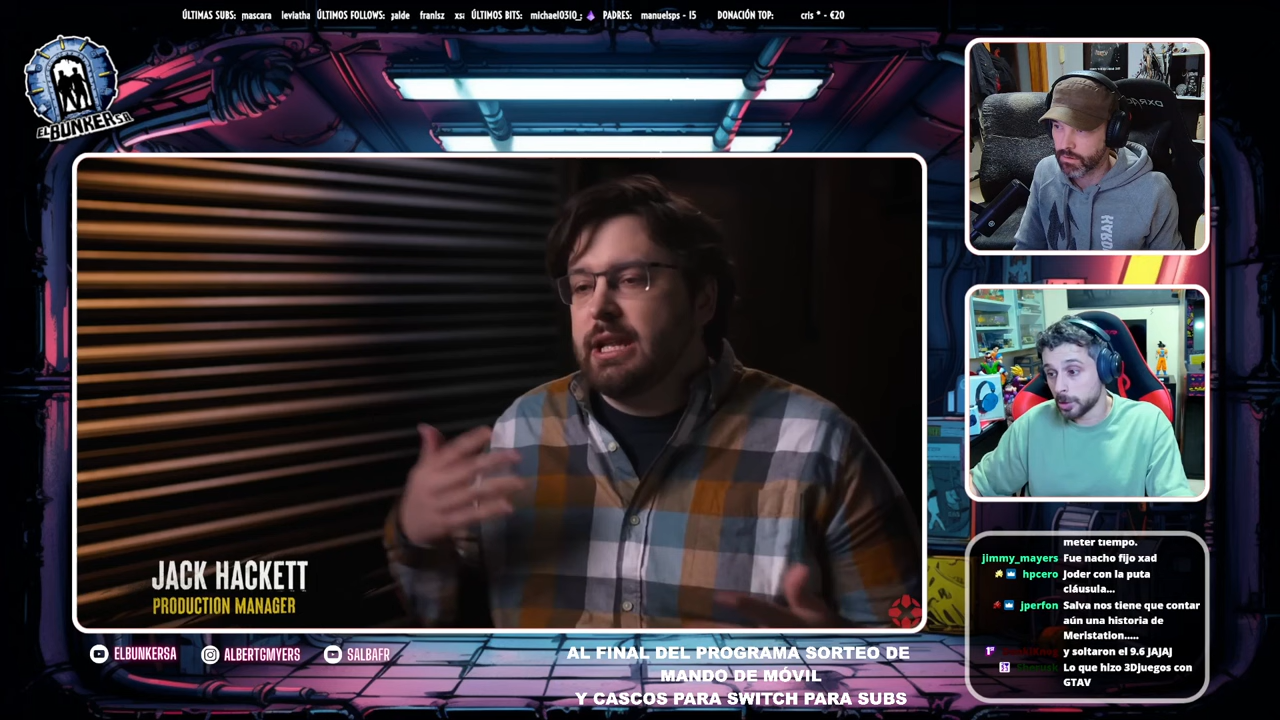 ÚLTIMAS SUBS: mascara leviatha ÚLTIMOS FOLLOWS: jalde franlsz xsi ÚLTIMOS BITS: michael0310_: PADRES: manuelsps - 15 DONACIÓN TOP: cris * - €20
EL BUNKER S.A.
HARD
JACK HACKETT
PRODUCTION MANAGER
meter tiempo.
jimmy_mayers Fue nacho fijo xad
hpcero Joder con la puta
cláusula...
jperfon Salva nos tiene que contar
aún una historia de
Meristation.....
y soltaron el 9.6 JAJAJ
Lo que hizo 3Djuegos con
GTAV
ELBUNKERSA ALBERTGMYERS SALBAFR
AL FINAL DEL PROGRAMA SORTEO DE
MANDO DE MÓVIL
Y CASCOS PARA SWITCH PARA SUBS